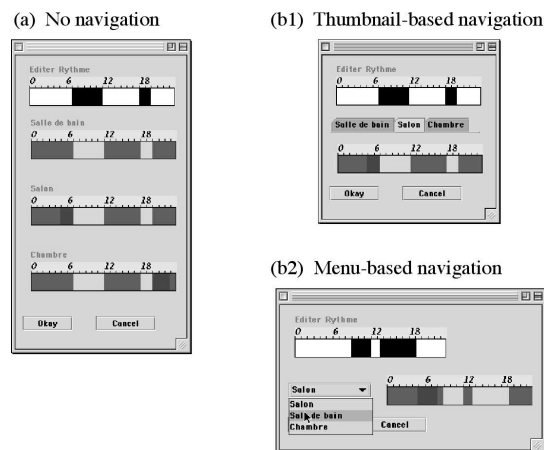 (a) No navigation
Editer Rythme
0 6 12 18
Salle de bain
0 6 12 18
Salon
0 6 12 18
Chambre
0 6 12 18
Okay Cancel
(b1) Thumbnail-based navigation
Editer Rythme
0 6 12 18
Salle de bain Salon Chambre
0 6 12 18
Okay Cancel
(b2) Menu-based navigation
Editer Rythme
0 6 12 18
Salon
0 6 12 18
Salon
Salle de bain
Chambre
Cancel